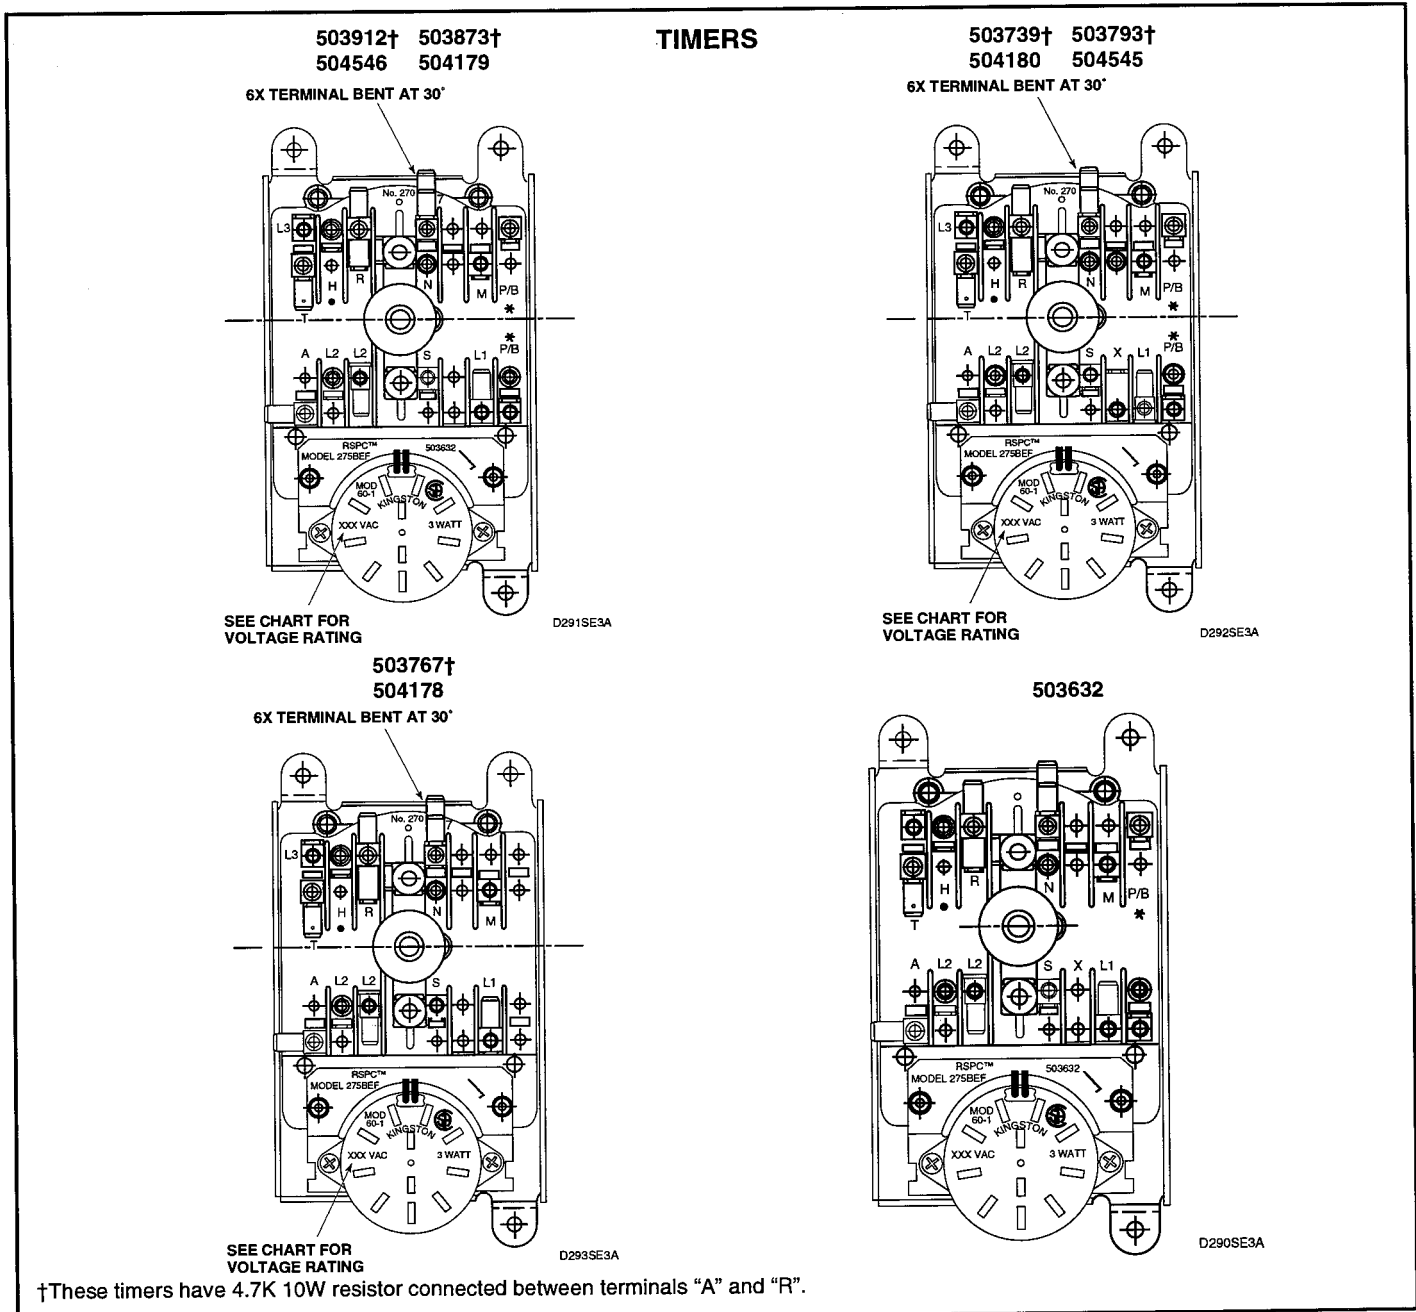 TIMERS
503912† 503873†
504546 504179
6X TERMINAL BENT AT 30°
No. 270
7
L3
H
R
N
M
P/B
*
T
*
P/B
A L2 L2 S L1
RSPC™
MODEL 275BEF
503632
MOD
60-1
KINGSTON
XXX VAC
3 WATT
SEE CHART FOR
VOLTAGE RATING
D291SE3A
503739† 503793†
504180 504545
6X TERMINAL BENT AT 30°
No. 270
L3
H
R
N
M
P/B
*
T
*
P/B
A L2 L2 S X L1
RSPC™
MODEL 275BEF
MOD
60-1
KINGSTON
XXX VAC
3 WATT
SEE CHART FOR
VOLTAGE RATING
D292SE3A
503767†
504178
6X TERMINAL BENT AT 30°
No. 270
7
L3
H
R
N
M
T
A L2 L2 S L1
RSPC™
MODEL 275BEF
MOD
60-1
KINGSTON
XXX VAC
3 WATT
SEE CHART FOR
VOLTAGE RATING
D293SE3A
503632
H
R
N
M
P/B
*
T
A L2 L2 S X L1
RSPC™
MODEL 275BEF
503632
MOD
60-1
KINGSTON
XXX VAC
3 WATT
D290SE3A
†These timers have 4.7K 10W resistor connected between terminals “A” and “R”.